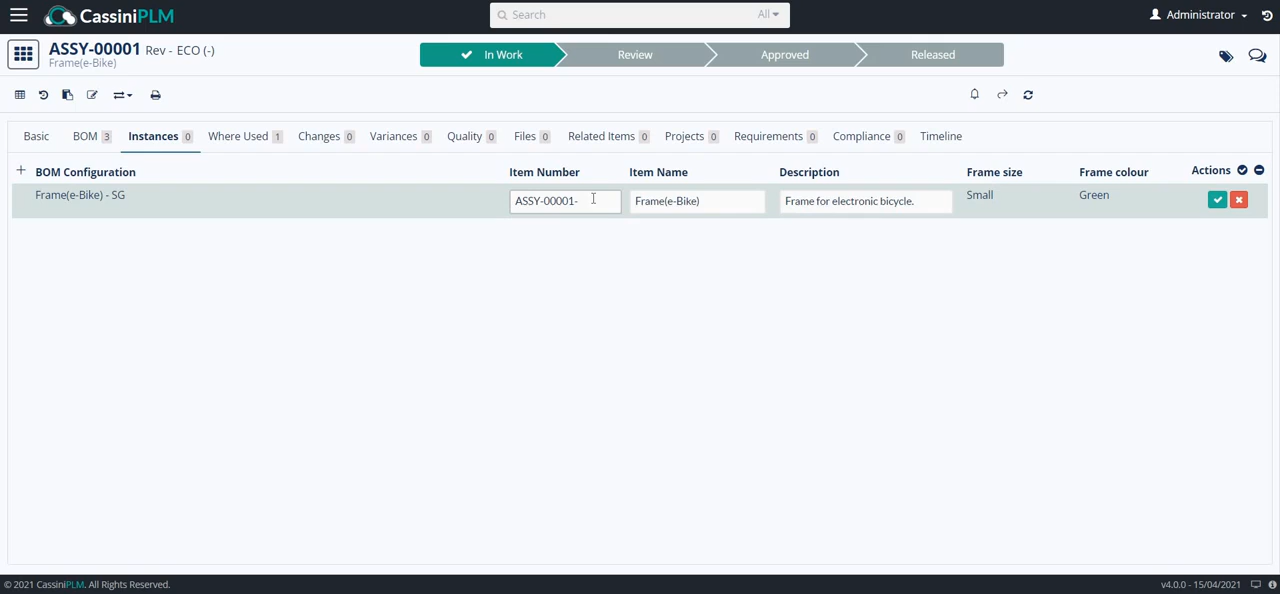 CassiniPLM
Search
All
Administrator
ASSY-00001 Rev - ECO (-)
Frame(e-Bike)
In Work
Review
Approved
Released
Basic
BOM 3
Instances 0
Where Used 1
Changes 0
Variances 0
Quality 0
Files 0
Related Items 0
Projects 0
Requirements 0
Compliance 0
Timeline
BOM Configuration Item Number Item Name Description Frame size Frame colour Actions
Frame(e-Bike) - SG ASSY-00001- Frame(e-Bike) Frame for electronic bicycle. Small Green
© 2021 CassiniPLM. All Rights Reserved.
v4.0.0 - 15/04/2021